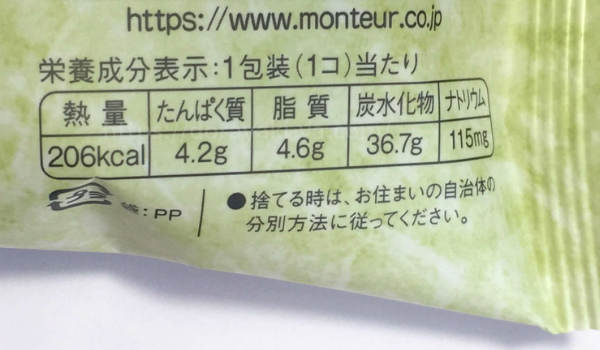 https://www.monteur.co.jp
栄養成分表示:1包装(1コ)当たり
熱量 たんぱく質 脂質 炭水化物 ナトリウム
206kcal 4.2g 4.6g 36.7g 115mg
プラ 袋:PP
●捨てる時は、お住まいの自治体の
分別方法に従ってください。